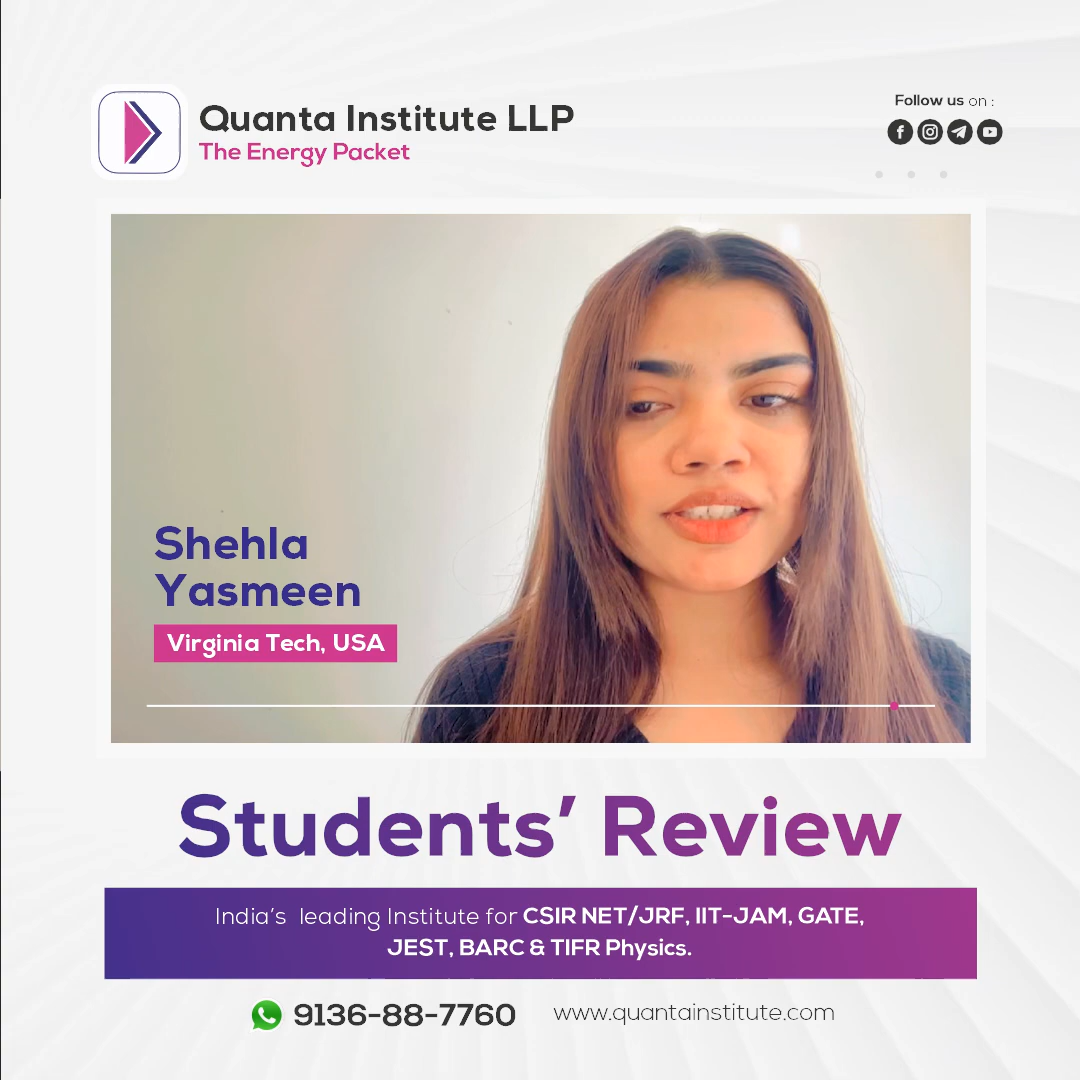 Quanta Institute LLP
The Energy Packet
Follow us on :
Shehla
Yasmeen
Virginia Tech, USA
Students’ Review
India’s leading Institute for CSIR NET/JRF, IIT-JAM, GATE,
JEST, BARC & TIFR Physics.
9136-88-7760
www.quantainstitute.com